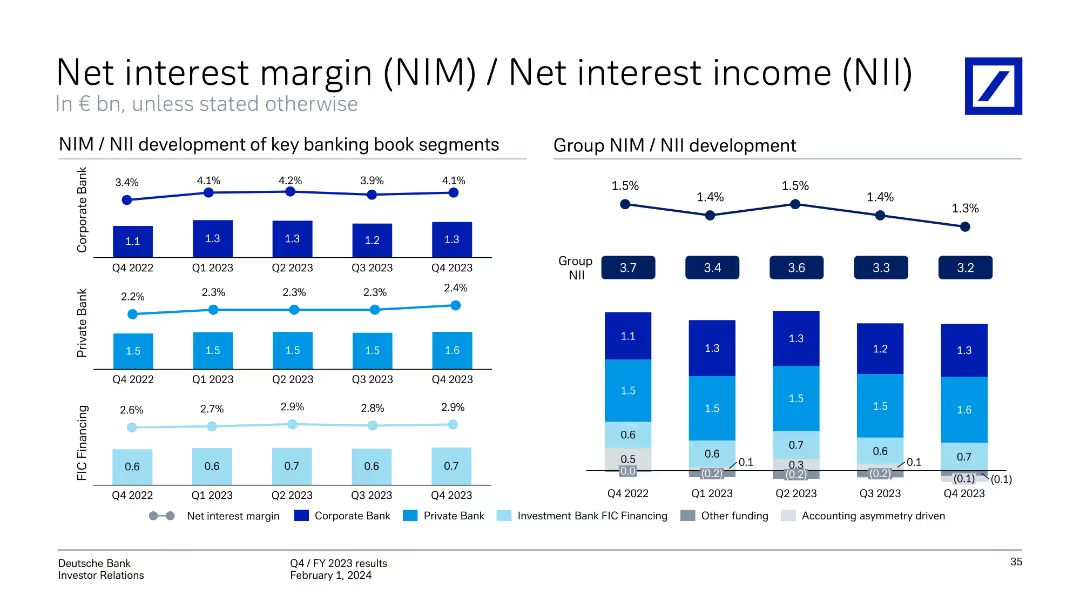 Net interest margin (NIM) / Net interest income (NII)
In € bn, unless stated otherwise
NIM / NII development of key banking book segments
Corporate Bank
3.4% 4.1% 4.2% 3.9% 4.1%
1.1 1.3 1.3 1.2 1.3
Q4 2022 Q1 2023 Q2 2023 Q3 2023 Q4 2023
Private Bank
2.2% 2.3% 2.3% 2.3% 2.4%
1.5 1.5 1.5 1.5 1.6
Q4 2022 Q1 2023 Q2 2023 Q3 2023 Q4 2023
FIC Financing
2.6% 2.7% 2.9% 2.8% 2.9%
0.6 0.6 0.7 0.6 0.7
Q4 2022 Q1 2023 Q2 2023 Q3 2023 Q4 2023
Group NIM / NII development
1.5% 1.4% 1.5% 1.4% 1.3%
Group
NII
3.7 3.4 3.6 3.3 3.2
1.1 1.3 1.3 1.2 1.3
1.5 1.5 1.5 1.5 1.6
0.6 0.6 0.7 0.6 0.7
0.5 0.1 0.3 0.1 (0.1)
0.0 (0.2) (0.2) (0.2) (0.1)
Q4 2022 Q1 2023 Q2 2023 Q3 2023 Q4 2023
Net interest margin Corporate Bank Private Bank Investment Bank FIC Financing Other funding Accounting asymmetry driven
Deutsche Bank
Investor Relations
Q4 / FY 2023 results
February 1, 2024
35